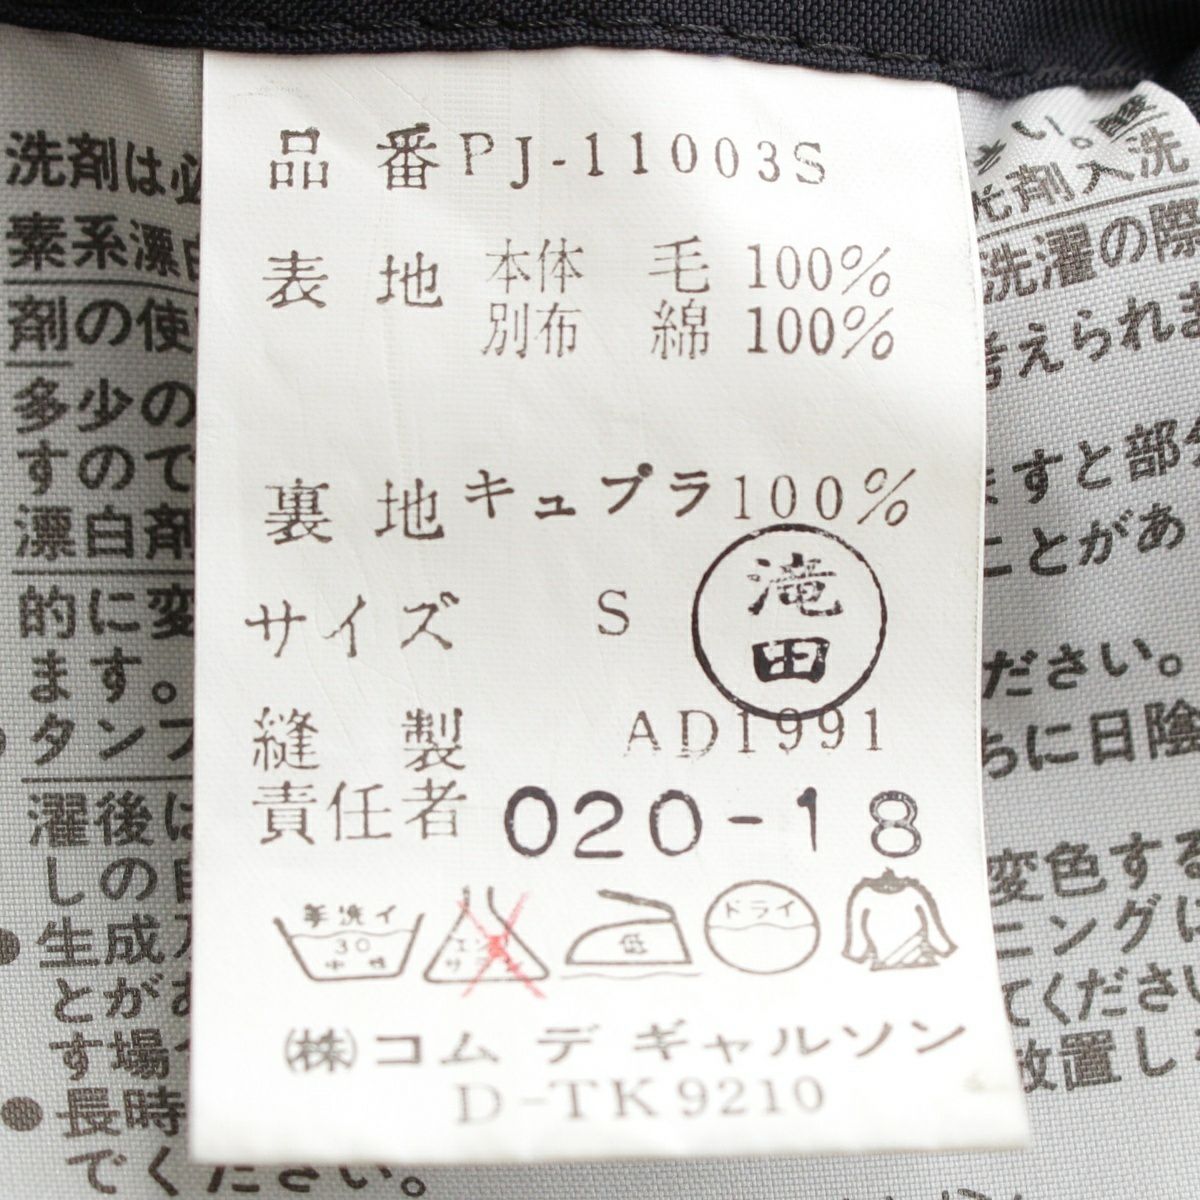 品 番 PJ-11003S
表 地 本体 毛 100%
別布 綿 100%
裏 地 キュプラ 100%
サイズ S
滝田
縫 製 AD1991
責任者 020-18
手洗イ
30
中性
エンソ
サラシ
低
ドライ
㈱コム デ ギャルソン
D-TK9210
洗剤は必
素系漂白
剤の使
多少の
すので
漂白剤
的に変
ます。
タンブ
濯後は
しの自
生成
とがあ
す場合
●長時
でください。
い。
光剤入洗
洗濯の際
考えられま
ますと部分
ことがあ
ださい。
ちに日陰
変色する
ニングに
てください
放置し